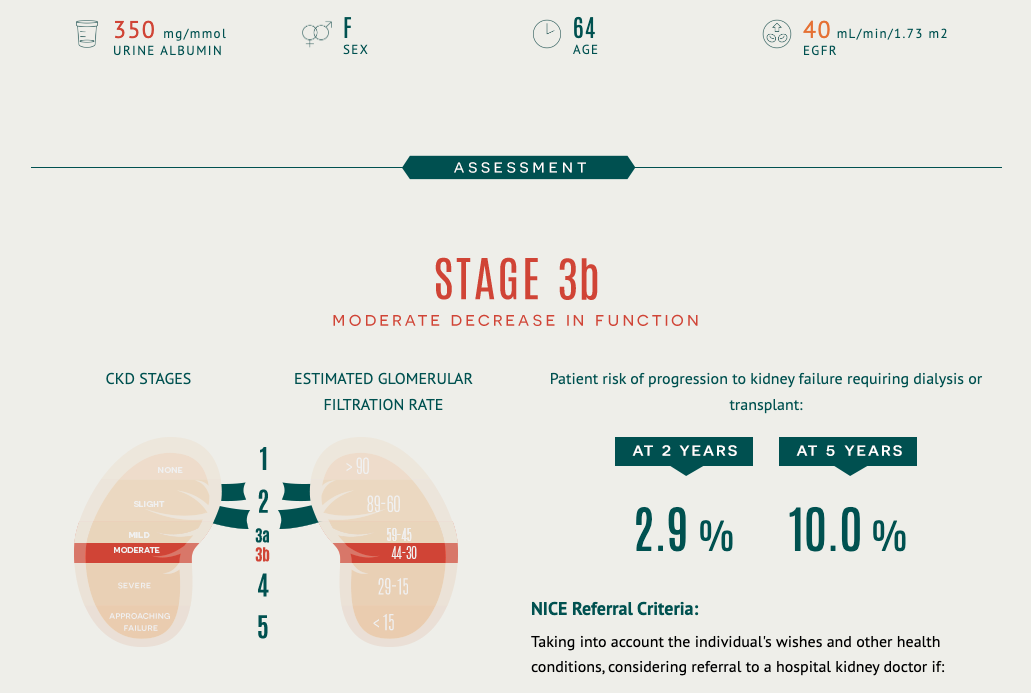 350 mg/mmol
URINE ALBUMIN
F
SEX
64
AGE
40 mL/min/1.73 m2
EGFR
ASSESSMENT
STAGE 3b
MODERATE DECREASE IN FUNCTION
CKD STAGES
ESTIMATED GLOMERULAR
FILTRATION RATE
NONE 1 > 90
SLIGHT 2 89-60
MILD 3a 59-45
MODERATE 3b 44-30
SEVERE 4 29-15
APPROACHING
FAILURE 5 < 15
Patient risk of progression to kidney failure requiring dialysis or
transplant:
AT 2 YEARS AT 5 YEARS
2.9 % 10.0 %
NICE Referral Criteria:
Taking into account the individual's wishes and other health
conditions, considering referral to a hospital kidney doctor if: